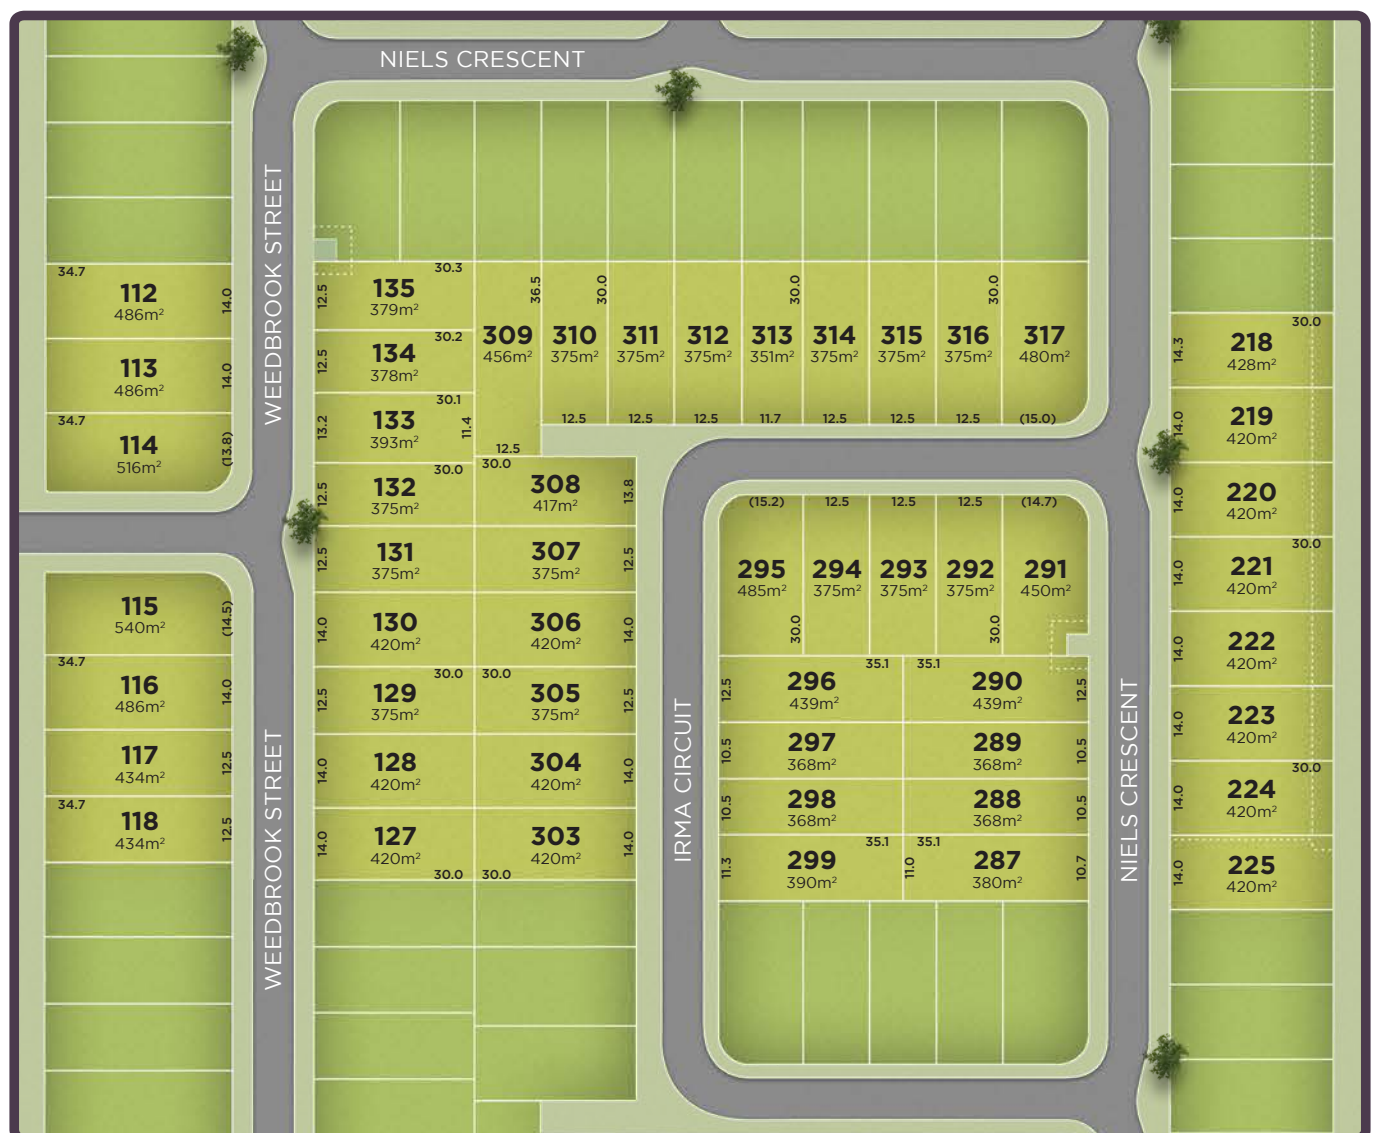 NIELS CRESCENT
WEEDBROOK STREET
34.7
112
486m²
14.0
113
486m²
14.0
34.7
114
516m²
(13.8)
115
540m²
(14.5)
34.7
116
486m²
14.0
117
434m²
12.5
34.7
118
434m²
12.5
WEEDBROOK STREET
30.3
12.5
135
379m²
30.2
12.5
134
378m²
30.1
13.2
133
393m²
11.4
30.0
12.5
132
375m²
12.5
131
375m²
14.0
130
420m²
30.0
12.5
129
375m²
14.0
128
420m²
14.0
127
420m²
30.0
36.5
309
456m²
12.5
30.0
310
375m²
12.5
311
375m²
12.5
312
375m²
12.5
30.0
313
351m²
11.7
314
375m²
12.5
315
375m²
12.5
30.0
316
375m²
12.5
317
480m²
(15.0)
30.0
308
417m²
13.8
307
375m²
12.5
306
420m²
14.0
30.0
305
375m²
12.5
304
420m²
14.0
303
420m²
14.0
30.0
IRMA CIRCUIT
(15.2)
295
485m²
30.0
12.5
294
375m²
12.5
293
375m²
12.5
292
375m²
30.0
(14.7)
291
450m²
35.1
12.5
296
439m²
35.1
290
439m²
12.5
10.5
297
368m²
289
368m²
10.5
10.5
298
368m²
288
368m²
10.5
35.1
11.3
299
390m²
11.0
35.1
287
380m²
10.7
NIELS CRESCENT
30.0
14.3
218
428m²
14.0
219
420m²
14.0
220
420m²
30.0
14.0
221
420m²
14.0
222
420m²
14.0
223
420m²
30.0
14.0
224
420m²
14.0
225
420m²